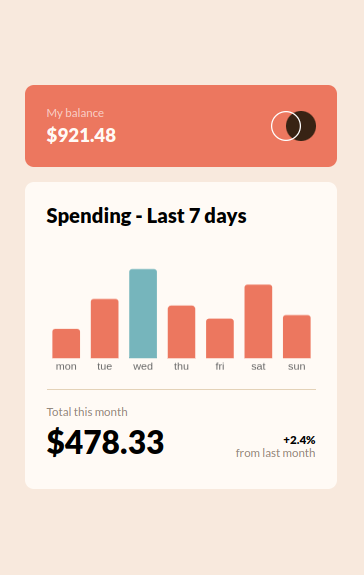 My balance
$921.48
Spending - Last 7 days
mon tue wed thu fri sat sun
Total this month
$478.33
+2.4%
from last month